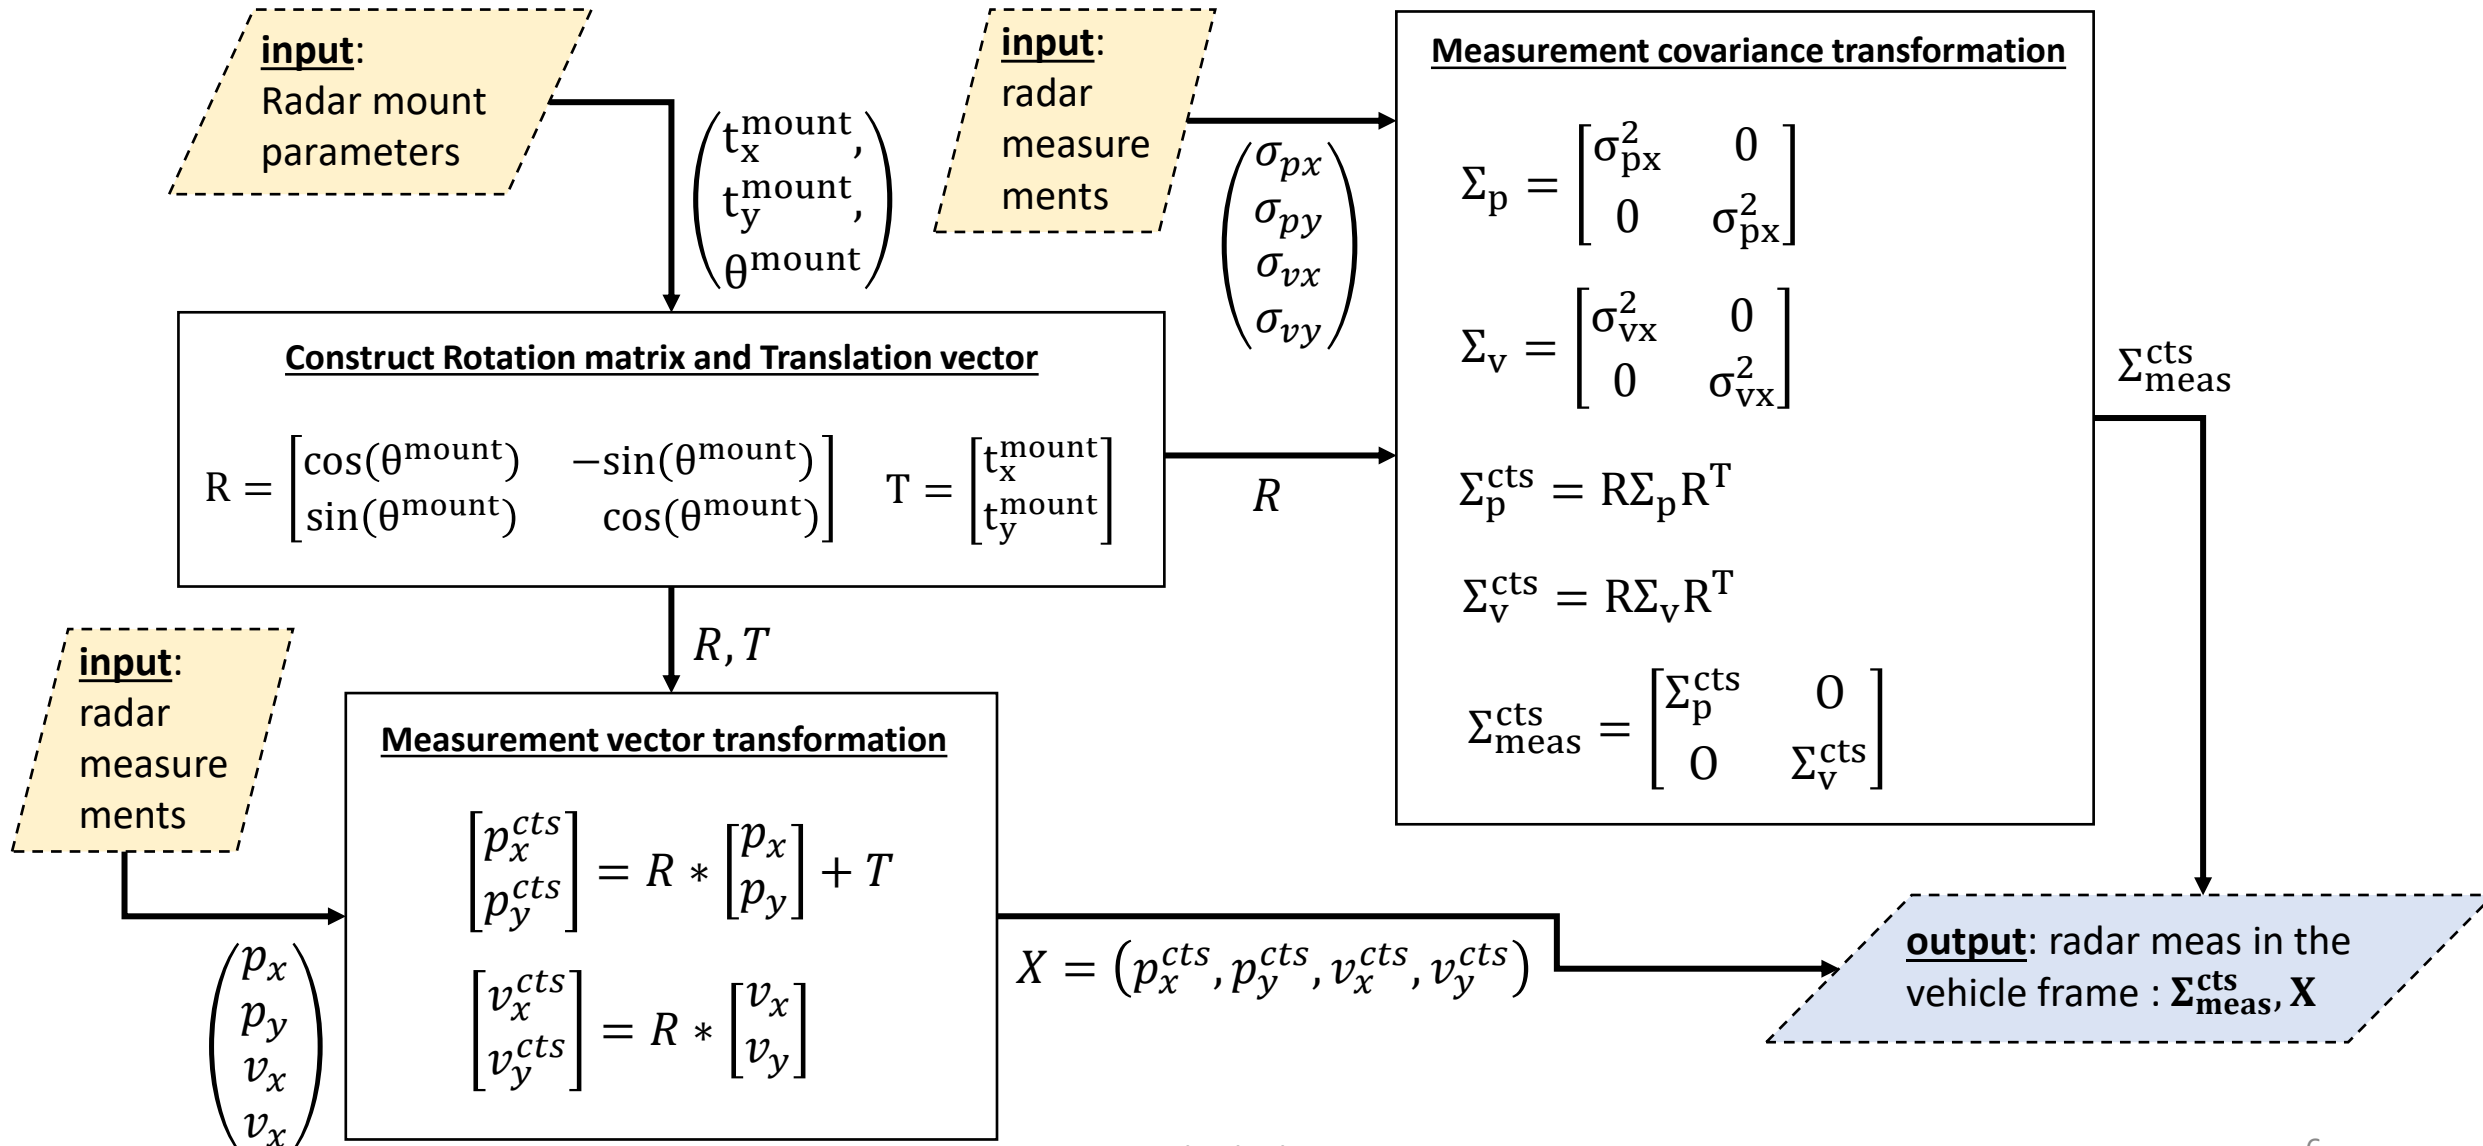 input:
Radar mount
parameters
(t_x^mount,
t_y^mount,
θ^mount)
input:
radar
measure
ments
(σ_px
σ_py
σ_vx
σ_vy)
Measurement covariance transformation
Σ_p = [σ_px^2 0
0 σ_px^2]
Σ_v = [σ_vx^2 0
0 σ_vx^2]
Σ_p^cts = RΣ_pR^T
Σ_v^cts = RΣ_vR^T
Σ_meas^cts = [Σ_p^cts O
O Σ_v^cts]
Σ_meas^cts
Construct Rotation matrix and Translation vector
R = [cos(θ^mount) −sin(θ^mount)
sin(θ^mount) cos(θ^mount)]
T = [t_x^mount
t_y^mount]
R
R, T
input:
radar
measure
ments
(p_x
p_y
v_x
v_x)
Measurement vector transformation
[p_x^cts
p_y^cts] = R * [p_x
p_y] + T
[v_x^cts
v_y^cts] = R * [v_x
v_y]
X = (p_x^cts, p_y^cts, v_x^cts, v_y^cts)
output: radar meas in the
vehicle frame : Σ_meas^cts, X